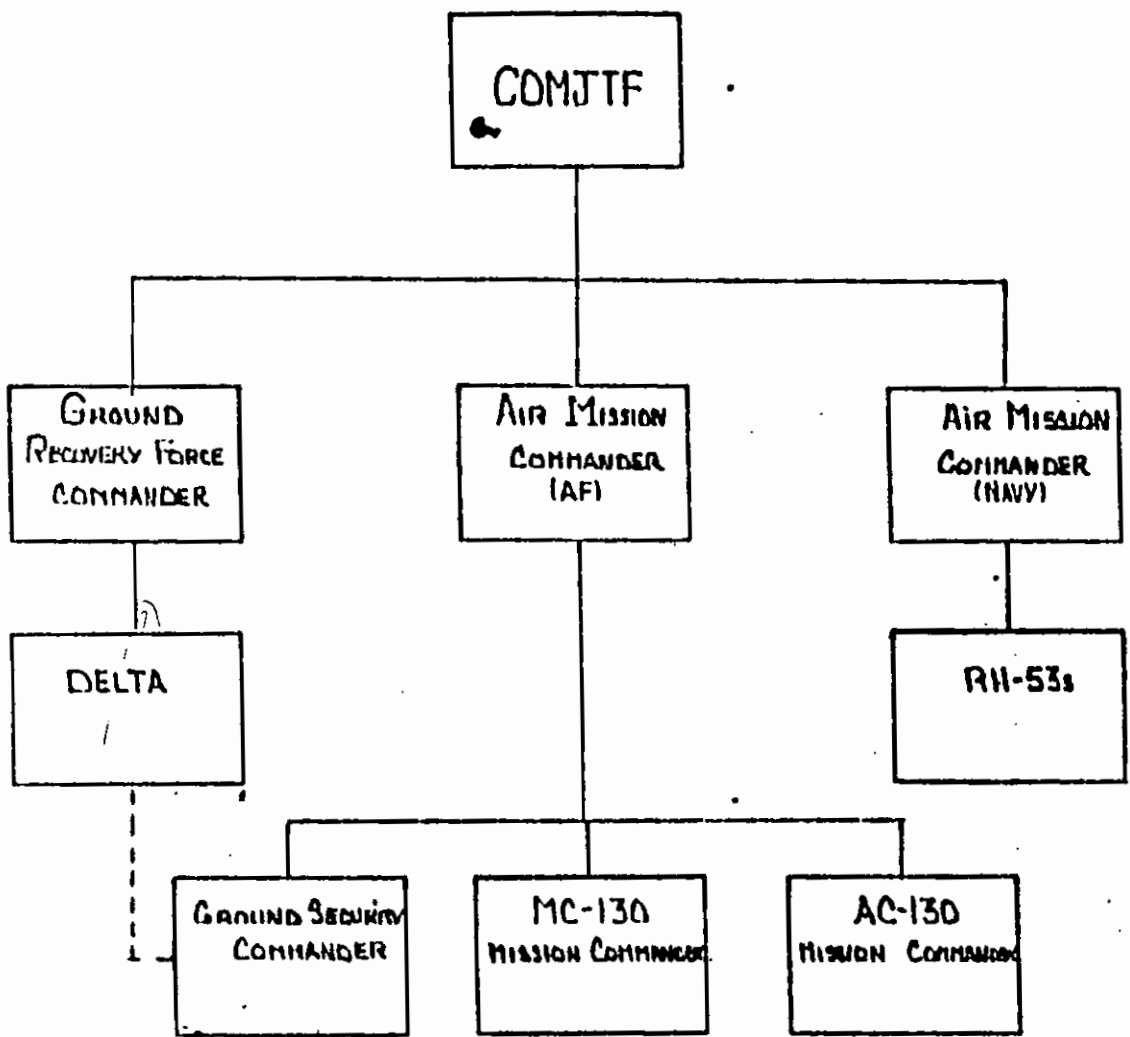 COMJTF
GROUND
RECOVERY FORCE
COMMANDER
AIR MISSION
COMMANDER
(AF)
AIR MISSION
COMMANDER
(NAVY)
DELTA
RH-53s
GROUND SECURITY
COMMANDER
MC-130
MISSION COMMANDER
AC-130
MISSION COMMANDER